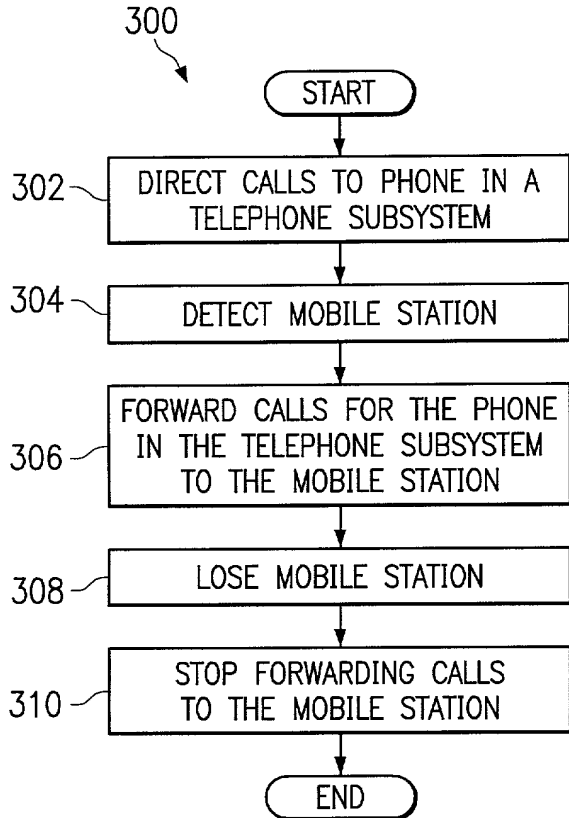 300
START
302
DIRECT CALLS TO PHONE IN A
TELEPHONE SUBSYSTEM
304
DETECT MOBILE STATION
306
FORWARD CALLS FOR THE PHONE
IN THE TELEPHONE SUBSYSTEM
TO THE MOBILE STATION
308
LOSE MOBILE STATION
310
STOP FORWARDING CALLS
TO THE MOBILE STATION
END